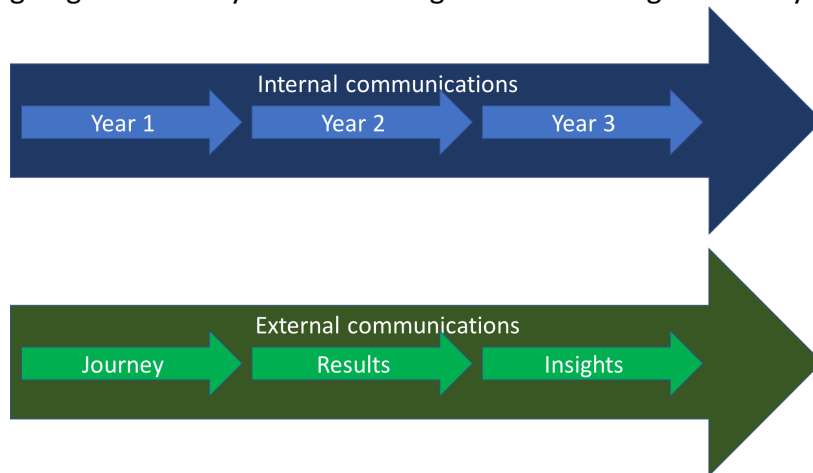 Internal communications
Year 1 Year 2 Year 3
External communications
Journey Results Insights